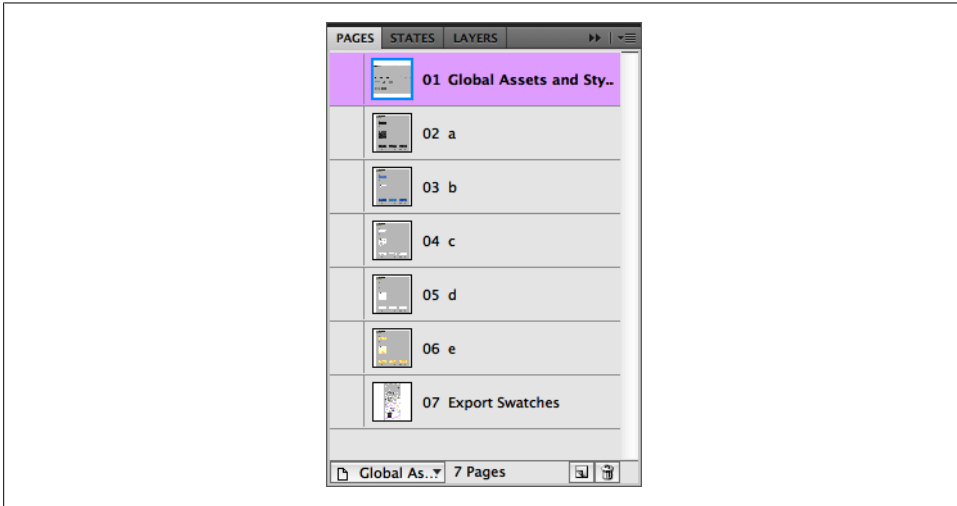 PAGES STATES LAYERS
01 Global Assets and Sty..
02 a
03 b
04 c
05 d
06 e
07 Export Swatches
Global As.. 7 Pages